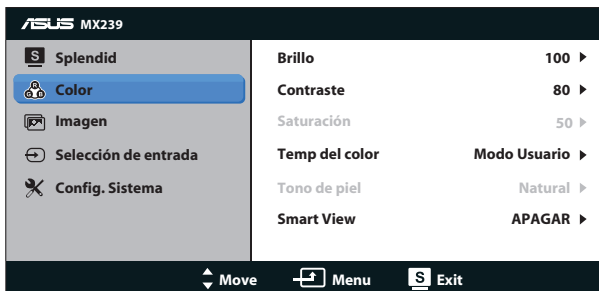 ASUS MX239
S Splendid
Color
Imagen
Selección de entrada
Config. Sistema
Brillo 100
Contraste 80
Saturación 50
Temp del color Modo Usuario
Tono de piel Natural
Smart View APAGAR
Move Menu S Exit